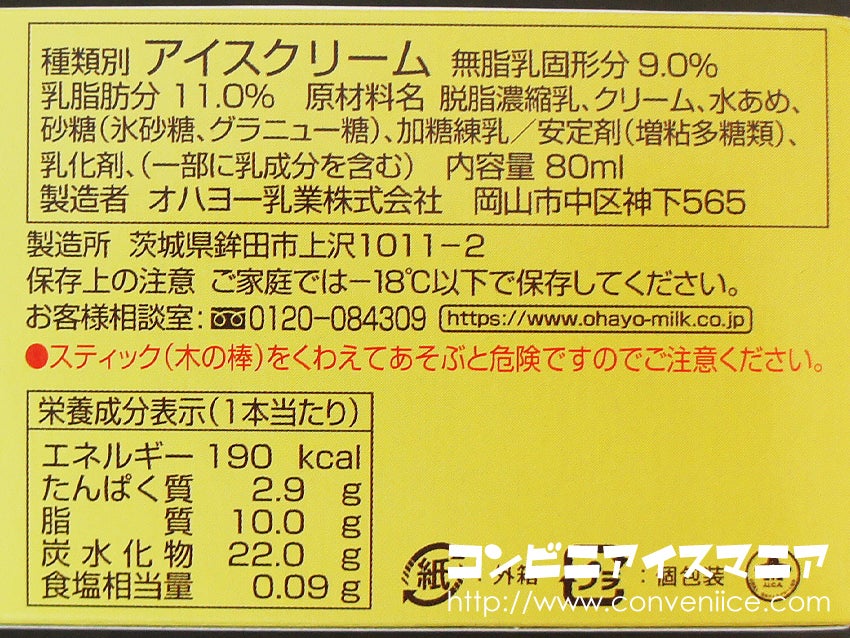 種類別 アイスクリーム 無脂乳固形分 9.0%
乳脂肪分 11.0% 原材料名 脱脂濃縮乳、クリーム、水あめ、
砂糖(氷砂糖、グラニュー糖)、加糖練乳／安定剤(増粘多糖類)、
乳化剤、(一部に乳成分を含む) 内容量 80ml
製造者 オハヨー乳業株式会社 岡山市中区神下565
製造所 茨城県鉾田市上沢1011-2
保存上の注意 ご家庭では-18℃以下で保存してください。
お客様相談室:0120-084309 https://www.ohayo-milk.co.jp
●スティック(木の棒)をくわえてあそぶと危険ですのでご注意ください。
栄養成分表示(1本当たり)
エネルギー 190 kcal
たんぱく質 2.9 g
脂質 10.0 g
炭水化物 22.0 g
食塩相当量 0.09 g
紙:外箱 プラ:個包装
コンビニアイスマニア
http://www.conveniice.com/